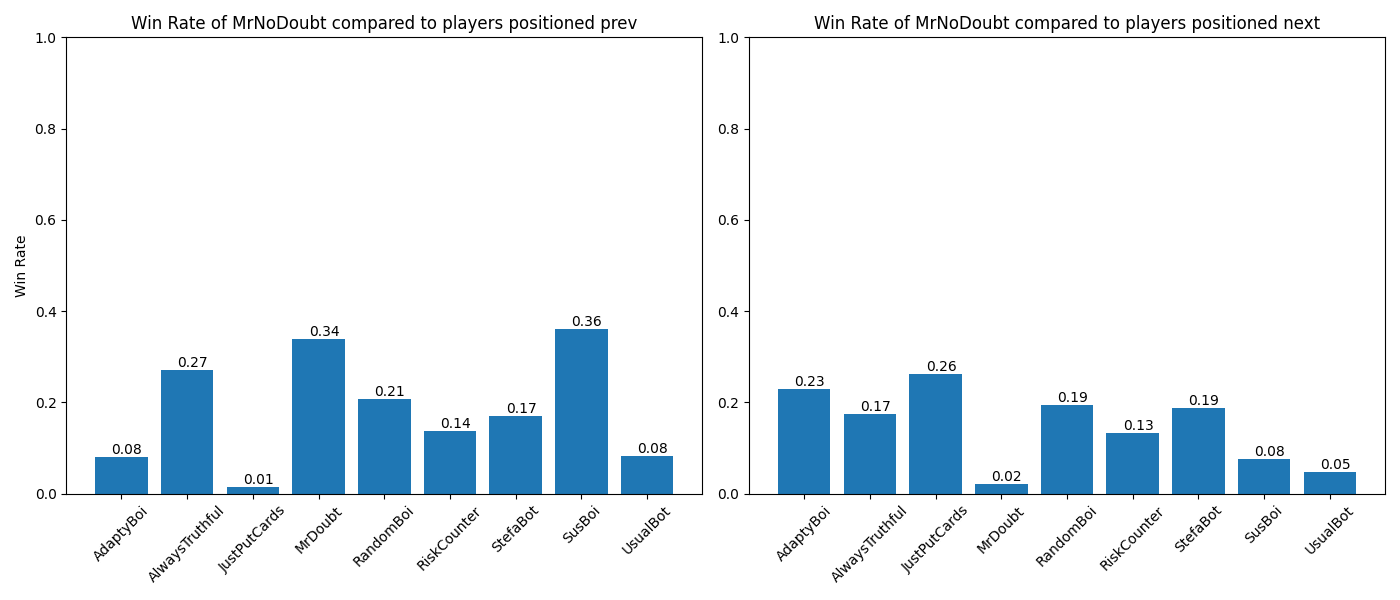 Win Rate of MrNoDoubt compared to players positioned prev
Win Rate
1.0
0.8
0.6
0.4
0.2
0.0
0.08
0.27
0.01
0.34
0.21
0.14
0.17
0.36
0.08
AdaptyBoi
AlwaysTruthful
JustPutCards
MrDoubt
RandomBoi
RiskCounter
StefaBot
SusBoi
UsualBot
Win Rate of MrNoDoubt compared to players positioned next
1.0
0.8
0.6
0.4
0.2
0.0
0.23
0.17
0.26
0.02
0.19
0.13
0.19
0.08
0.05
AdaptyBoi
AlwaysTruthful
JustPutCards
MrDoubt
RandomBoi
RiskCounter
StefaBot
SusBoi
UsualBot